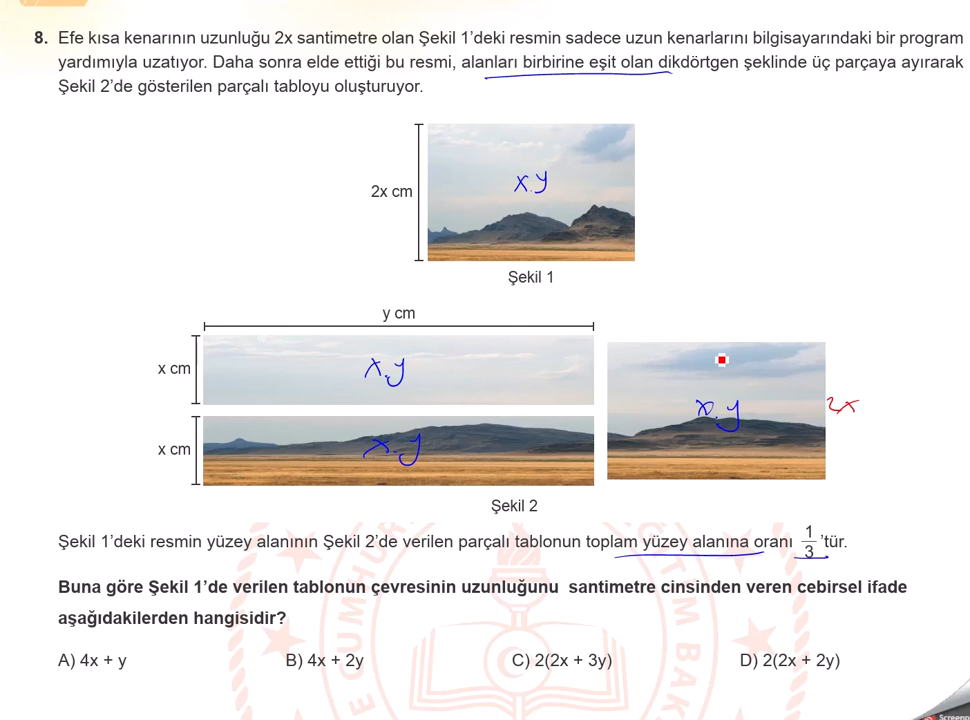 8. Efe kısa kenarının uzunluğu 2x santimetre olan Şekil 1’deki resmin sadece uzun kenarlarını bilgisayarındaki bir program
yardımıyla uzatıyor. Daha sonra elde ettiği bu resmi, alanları birbirine eşit olan dikdörtgen şeklinde üç parçaya ayırarak
Şekil 2’de gösterilen parçalı tabloyu oluşturuyor.
2x cm
x.y
Şekil 1
y cm
x cm
x.y
x.y
2x
x cm
x.y
Şekil 2
Şekil 1’deki resmin yüzey alanının Şekil 2’de verilen parçalı tablonun toplam yüzey alanına oranı 1/3 ’tür.
Buna göre Şekil 1’de verilen tablonun çevresinin uzunluğunu santimetre cinsinden veren cebirsel ifade
aşağıdakilerden hangisidir?
A) 4x + y B) 4x + 2y C) 2(2x + 3y) D) 2(2x + 2y)